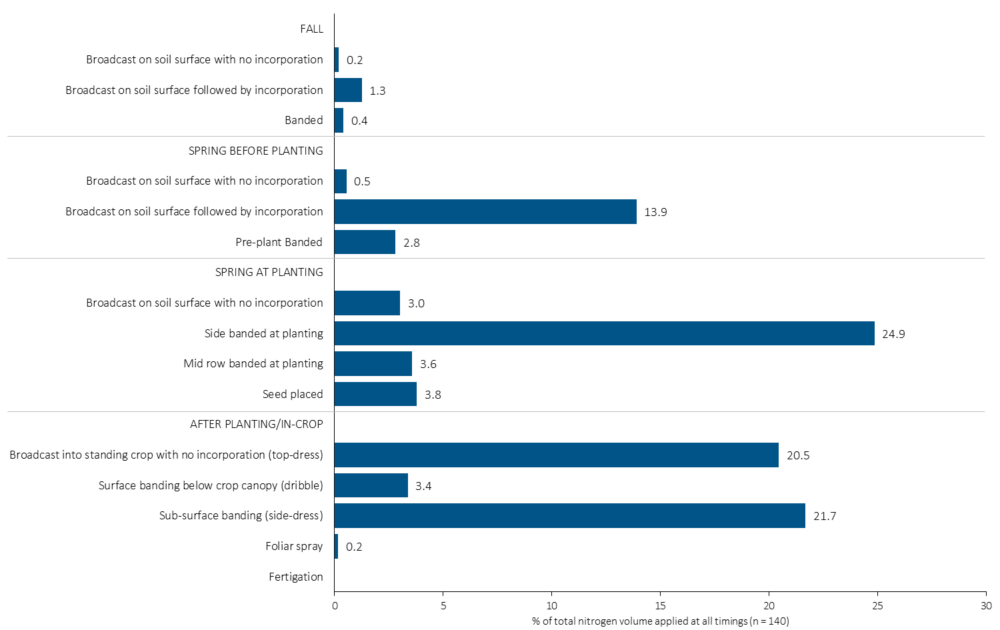 FALL
Broadcast on soil surface with no incorporation 0.2
Broadcast on soil surface followed by incorporation 1.3
Banded 0.4
SPRING BEFORE PLANTING
Broadcast on soil surface with no incorporation 0.5
Broadcast on soil surface followed by incorporation 13.9
Pre-plant Banded 2.8
SPRING AT PLANTING
Broadcast on soil surface with no incorporation 3.0
Side banded at planting 24.9
Mid row banded at planting 3.6
Seed placed 3.8
AFTER PLANTING/IN-CROP
Broadcast into standing crop with no incorporation (top-dress) 20.5
Surface banding below crop canopy (dribble) 3.4
Sub-surface banding (side-dress) 21.7
Foliar spray 0.2
Fertigation
0 5 10 15 20 25 30
% of total nitrogen volume applied at all timings (n = 140)